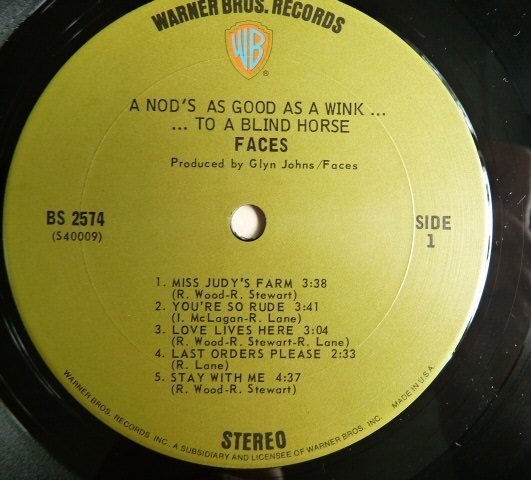 WARNER BROS. RECORDS
WB
®
A NOD'S AS GOOD AS A WINK ...
... TO A BLIND HORSE
FACES
Produced by Glyn Johns/Faces
BS 2574
(S40009)
SIDE
1
1. MISS JUDY'S FARM 3:38
(R. Wood-R. Stewart)
2. YOU'RE SO RUDE 3:41
(I. McLagan-R. Lane)
3. LOVE LIVES HERE 3:04
(R. Wood-R. Stewart-R. Lane)
4. LAST ORDERS PLEASE 2:33
(R. Lane)
5. STAY WITH ME 4:37
(R. Wood-R. Stewart)
STEREO
WARNER BROS. RECORDS INC. A SUBSIDIARY AND LICENSEE OF WARNER BROS. INC. MADE IN U.S.A.